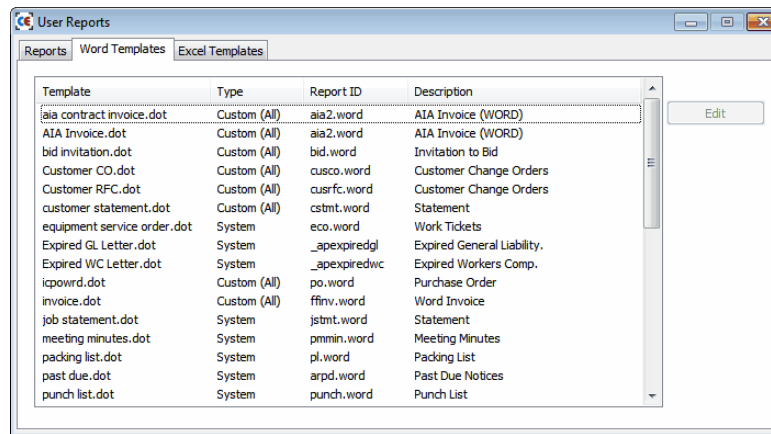 CE User Reports
Reports Word Templates Excel Templates
Template Type Report ID Description
aia contract invoice.dot Custom (All) aia2.word AIA Invoice (WORD)
Edit
AIA Invoice.dot Custom (All) aia2.word AIA Invoice (WORD)
bid invitation.dot Custom (All) bid.word Invitation to Bid
Customer CO.dot Custom (All) cusco.word Customer Change Orders
Customer RFC.dot Custom (All) cusrfc.word Customer Change Orders
customer statement.dot Custom (All) cstmt.word Statement
equipment service order.dot System eco.word Work Tickets
Expired GL Letter.dot System _apexpiredgl Expired General Liability.
Expired WC Letter.dot System _apexpiredwc Expired Workers Comp.
icpowrd.dot Custom (All) po.word Purchase Order
invoice.dot Custom (All) ffinv.word Word Invoice
job statement.dot System jstmt.word Statement
meeting minutes.dot System pmmin.word Meeting Minutes
packing list.dot System pl.word Packing List
past due.dot System arpd.word Past Due Notices
punch list.dot System punch.word Punch List